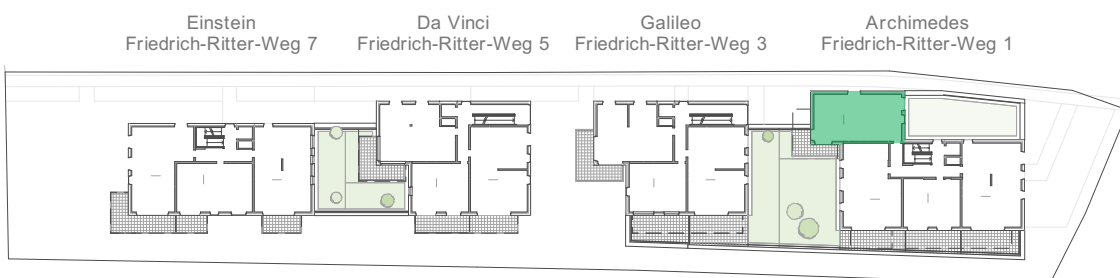 Einstein
Friedrich-Ritter-Weg 7
Da Vinci
Friedrich-Ritter-Weg 5
Galileo
Friedrich-Ritter-Weg 3
Archimedes
Friedrich-Ritter-Weg 1